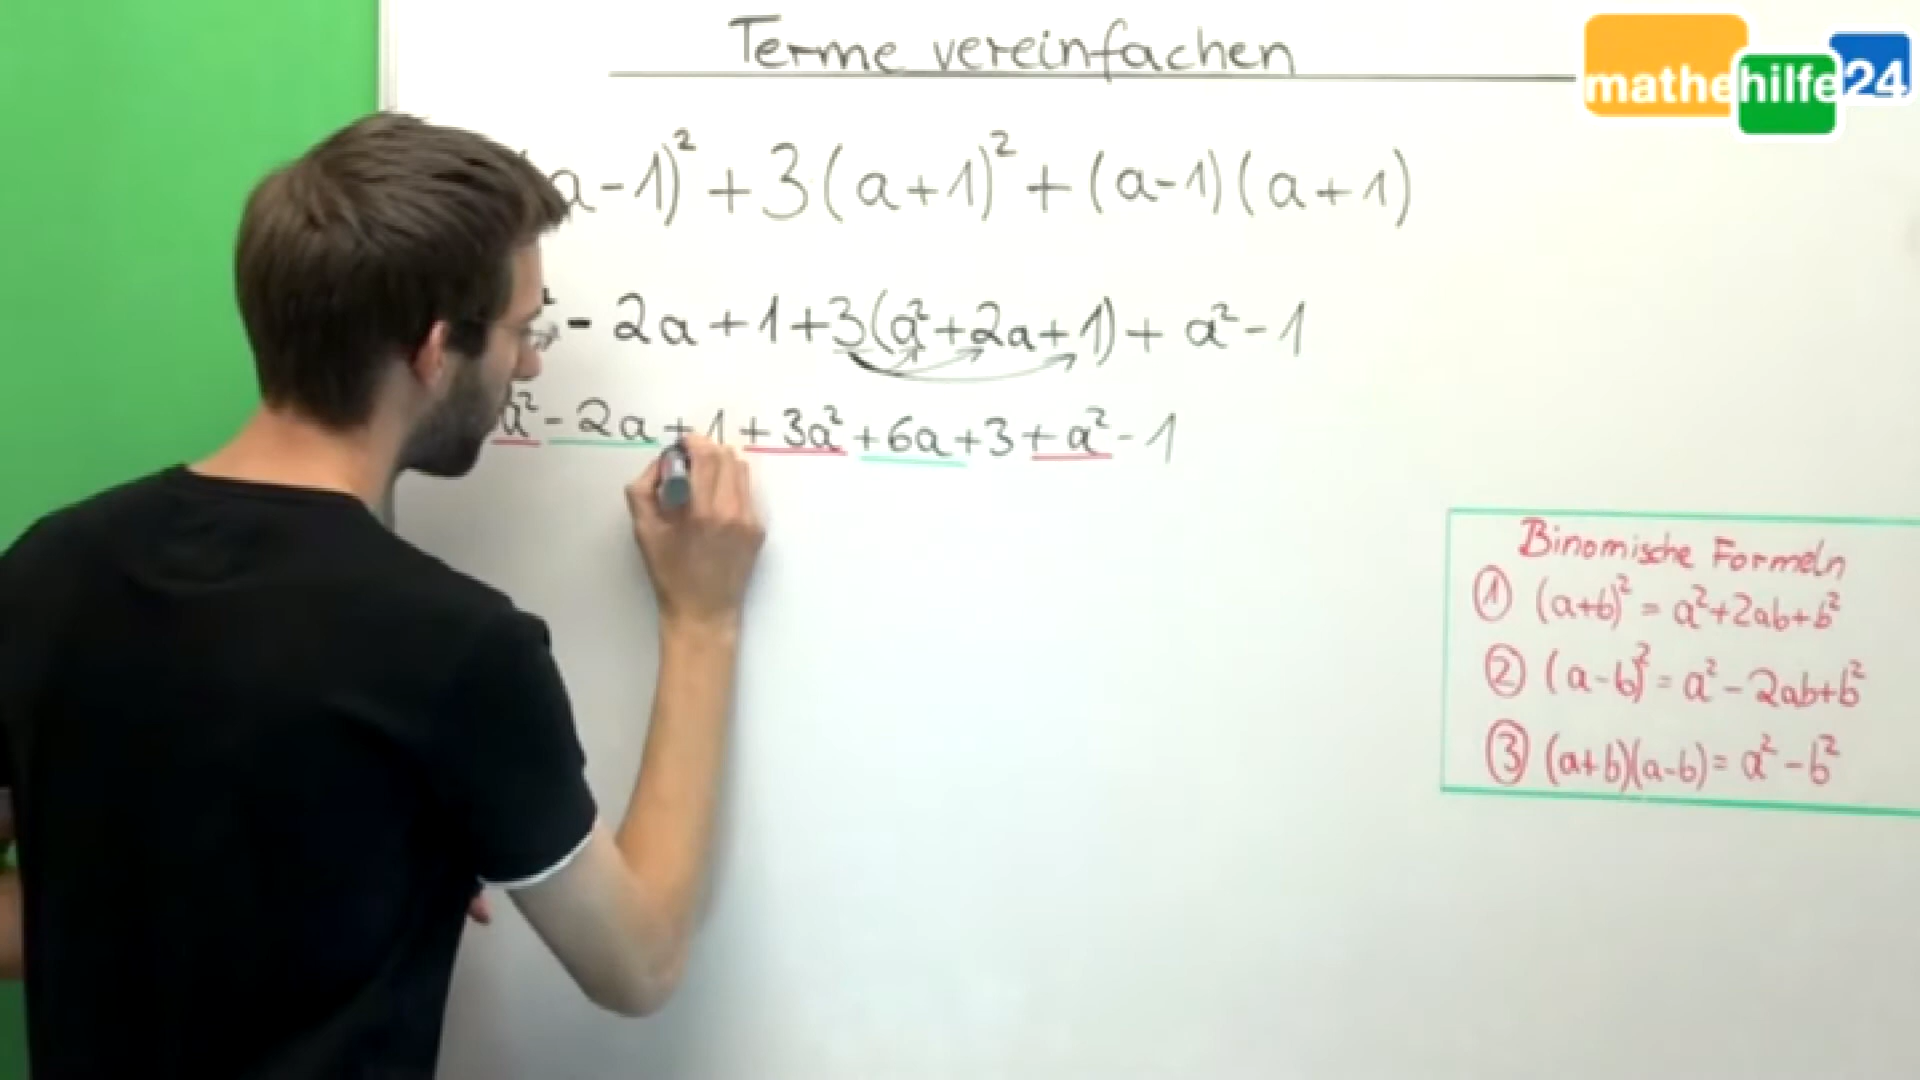 Terme vereinfachen
mathehilfe24
a-1)² + 3(a+1)² + (a-1)(a+1)
² - 2a + 1 + 3(a²+2a+1) + a² - 1
a² - 2a + 1 + 3a² + 6a + 3 + a² - 1
Binomische Formeln
① (a+b)² = a²+2ab+b²
② (a-b)² = a²-2ab+b²
③ (a+b)(a-b) = a²-b²